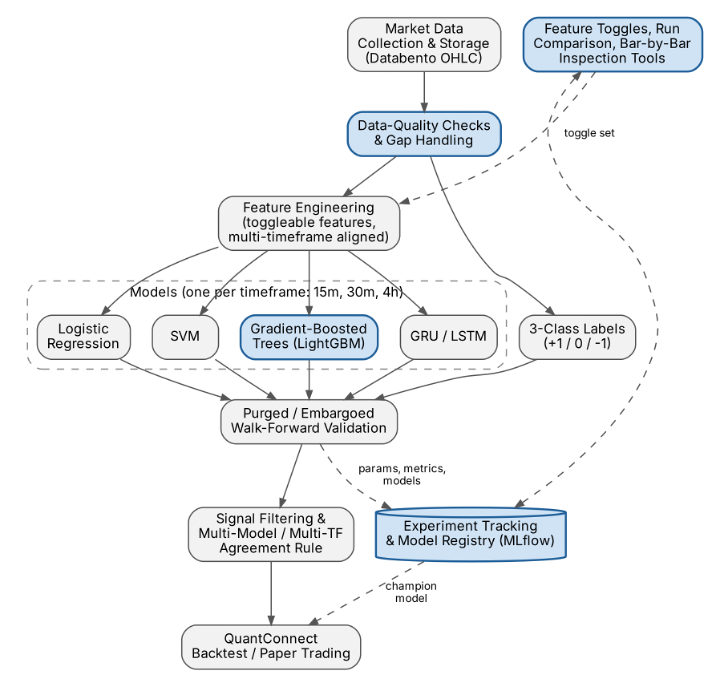 Market Data
Collection & Storage
(Databento OHLC)
Feature Toggles, Run
Comparison, Bar-by-Bar
Inspection Tools
Data-Quality Checks
& Gap Handling
toggle set
Feature Engineering
(toggleable features,
multi-timeframe aligned)
Models (one per timeframe: 15m, 30m, 4h)
Logistic
Regression
SVM
Gradient-Boosted
Trees (LightGBM)
GRU / LSTM
3-Class Labels
(+1 / 0 / -1)
Purged / Embargoed
Walk-Forward Validation
params, metrics,
models
Signal Filtering &
Multi-Model / Multi-TF
Agreement Rule
Experiment Tracking
& Model Registry (MLflow)
champion
model
QuantConnect
Backtest / Paper Trading